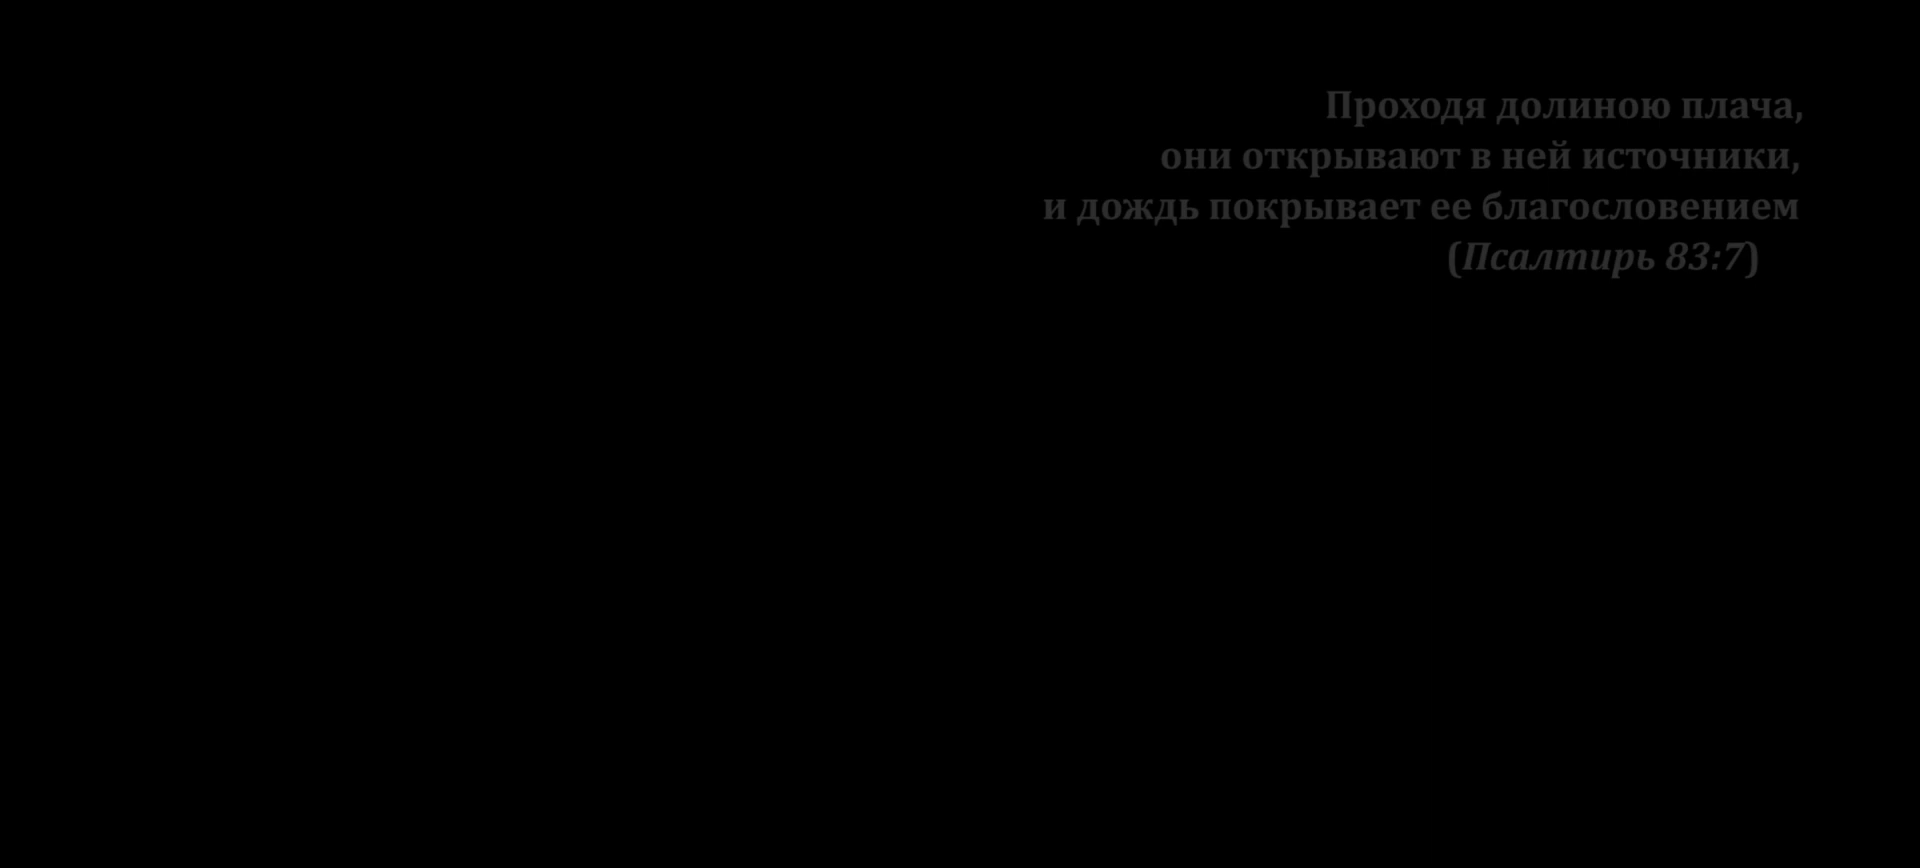 Проходя долиною плача,
они открывают в ней источники,
и дождь покрывает ее благословением
(Псалтирь 83:7)